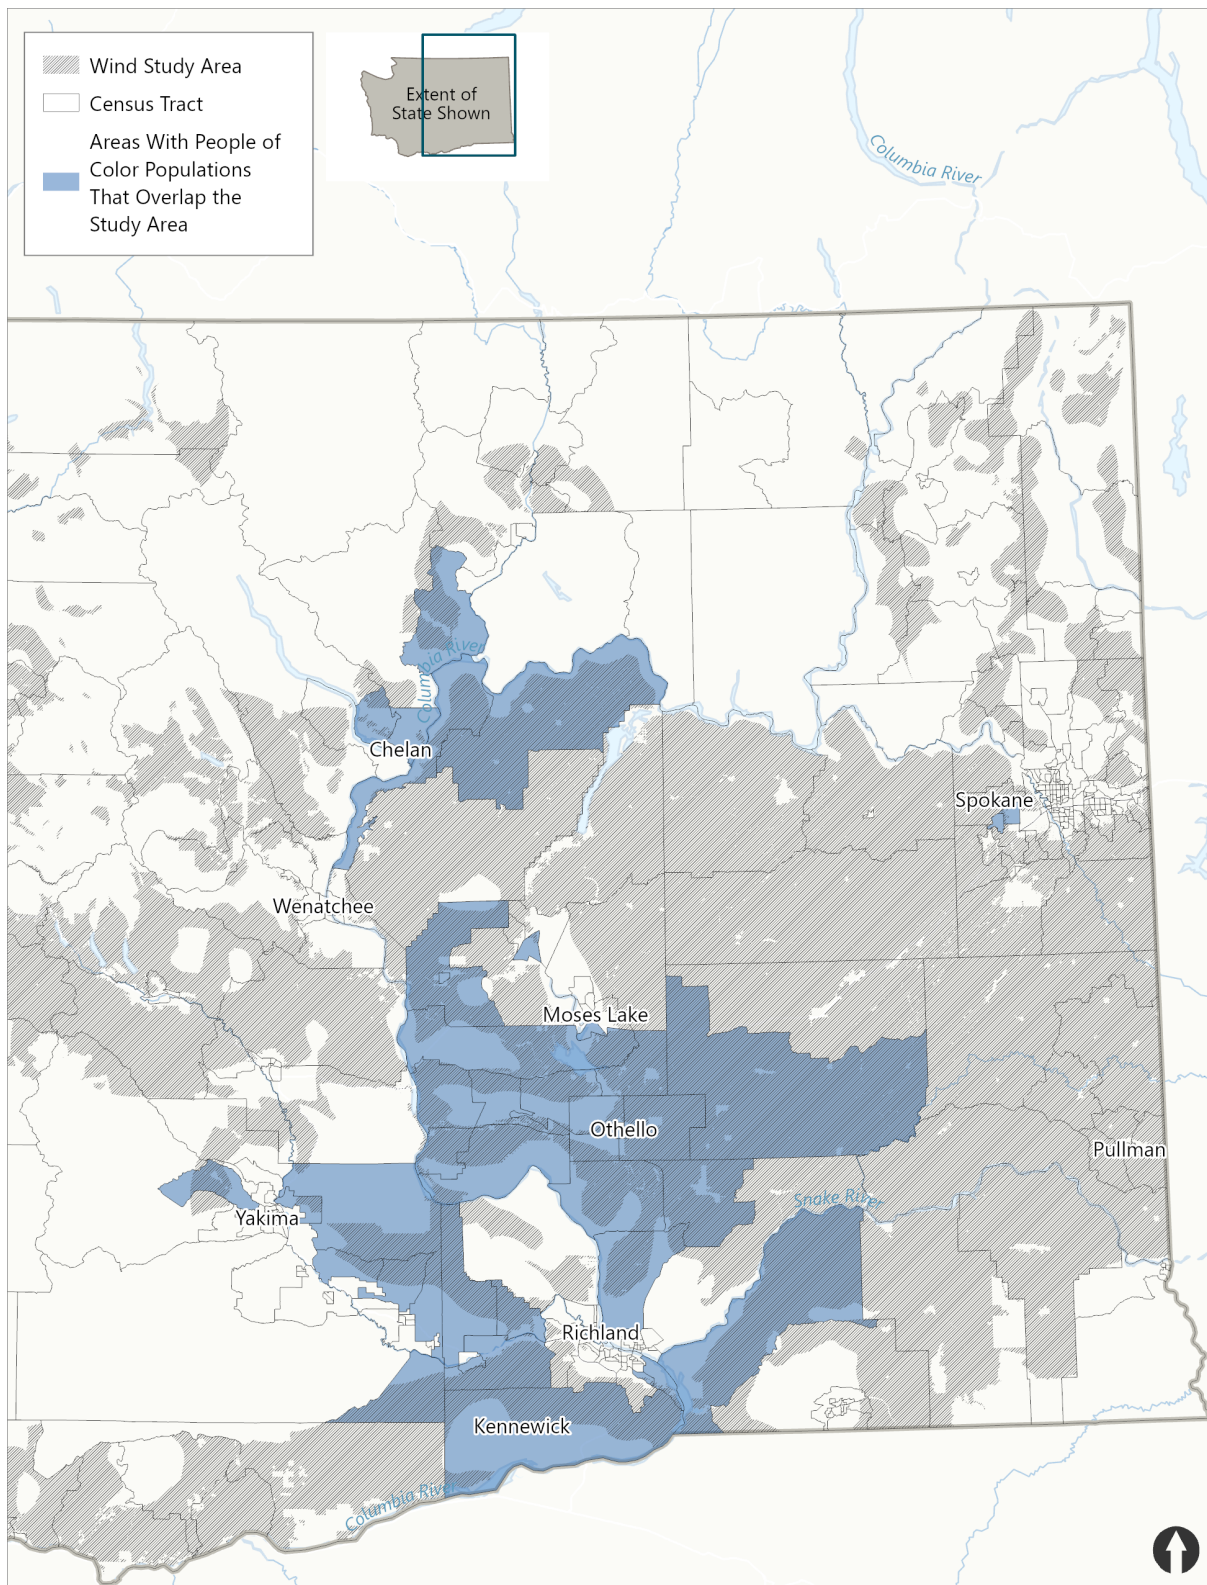 Wind Study Area
Census Tract
Areas With People of
Color Populations
That Overlap the
Study Area
Extent of
State Shown
Columbia River
Columbia River
Chelan
Spokane
Wenatchee
Moses Lake
Othello
Pullman
Snake River
Yakima
Richland
Kennewick
Columbia River